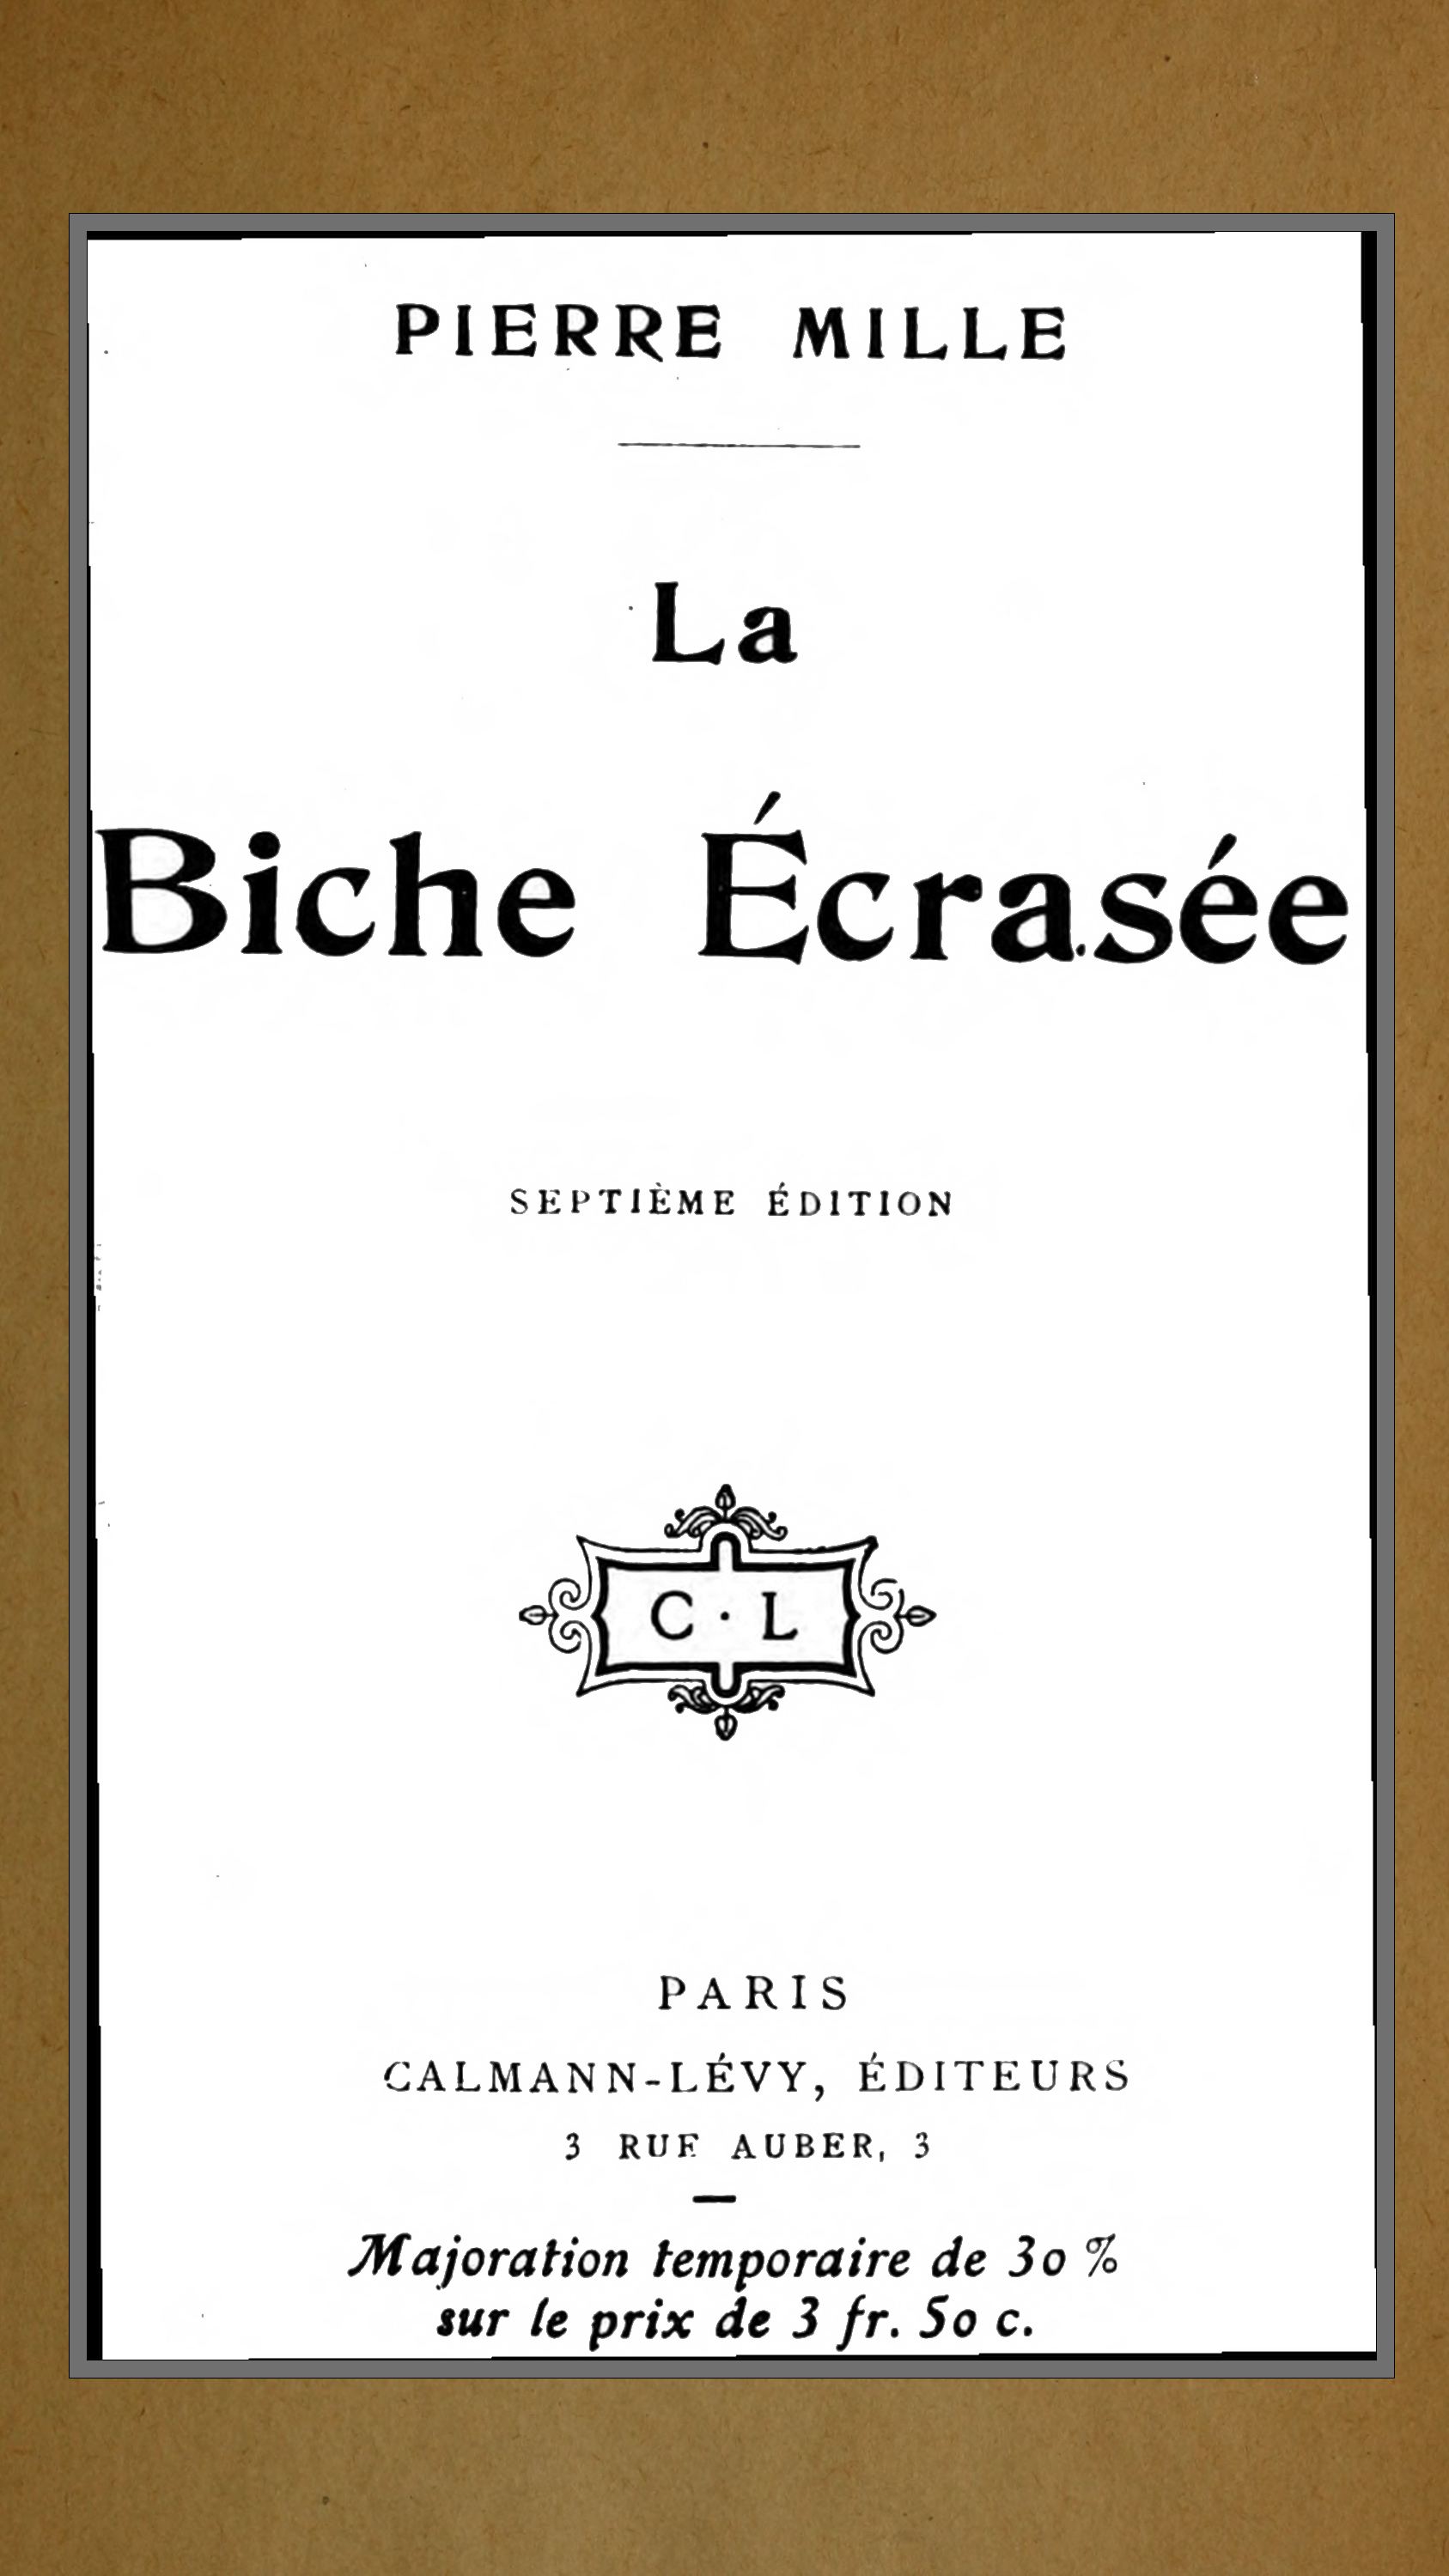 PIERRE MILLE
La
Biche Écrasée
SEPTIÈME ÉDITION
C · L
PARIS
CALMANN-LÉVY, ÉDITEURS
3 RUE AUBER, 3
Majoration temporaire de 30 %
sur le prix de 3 fr. 50 c.